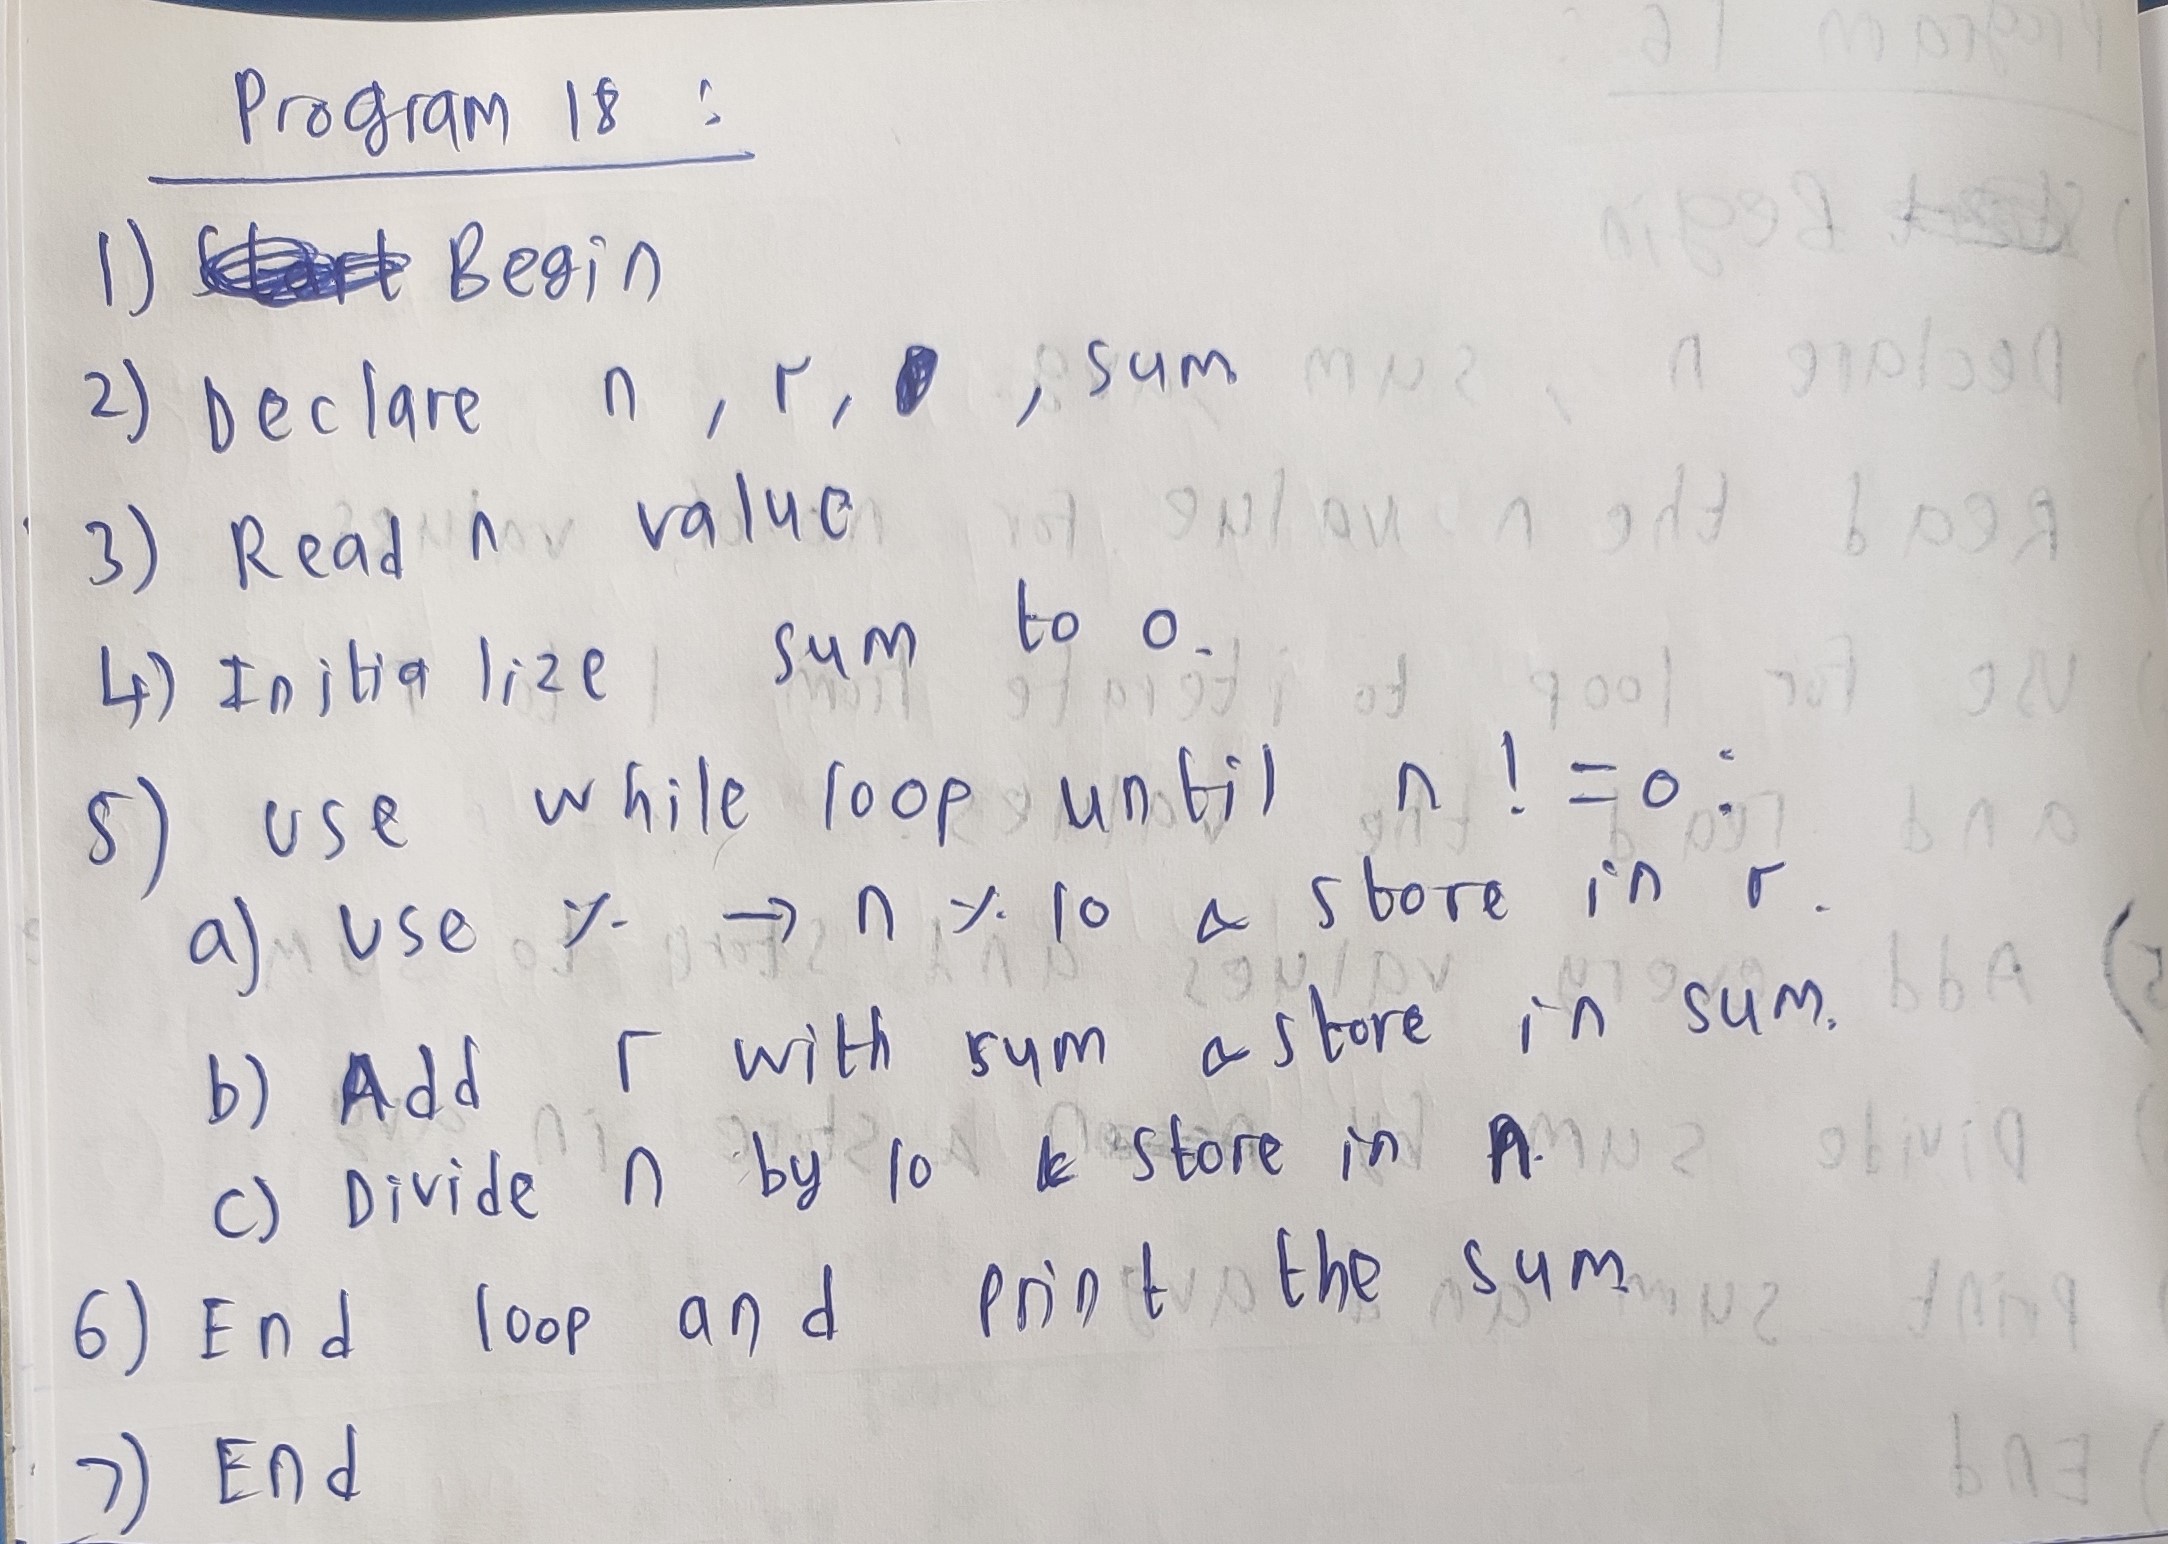 Program 18 :
1) Begin
2) Declare n, r, , sum
3) Read n value
4) Initialize sum to 0.
5) Use while loop until n != 0 :
a) Use % → n % 10 & store in r.
b) Add r with sum & store in sum.
c) Divide n by 10 & store in n.
6) End loop and print the sum.
7) End